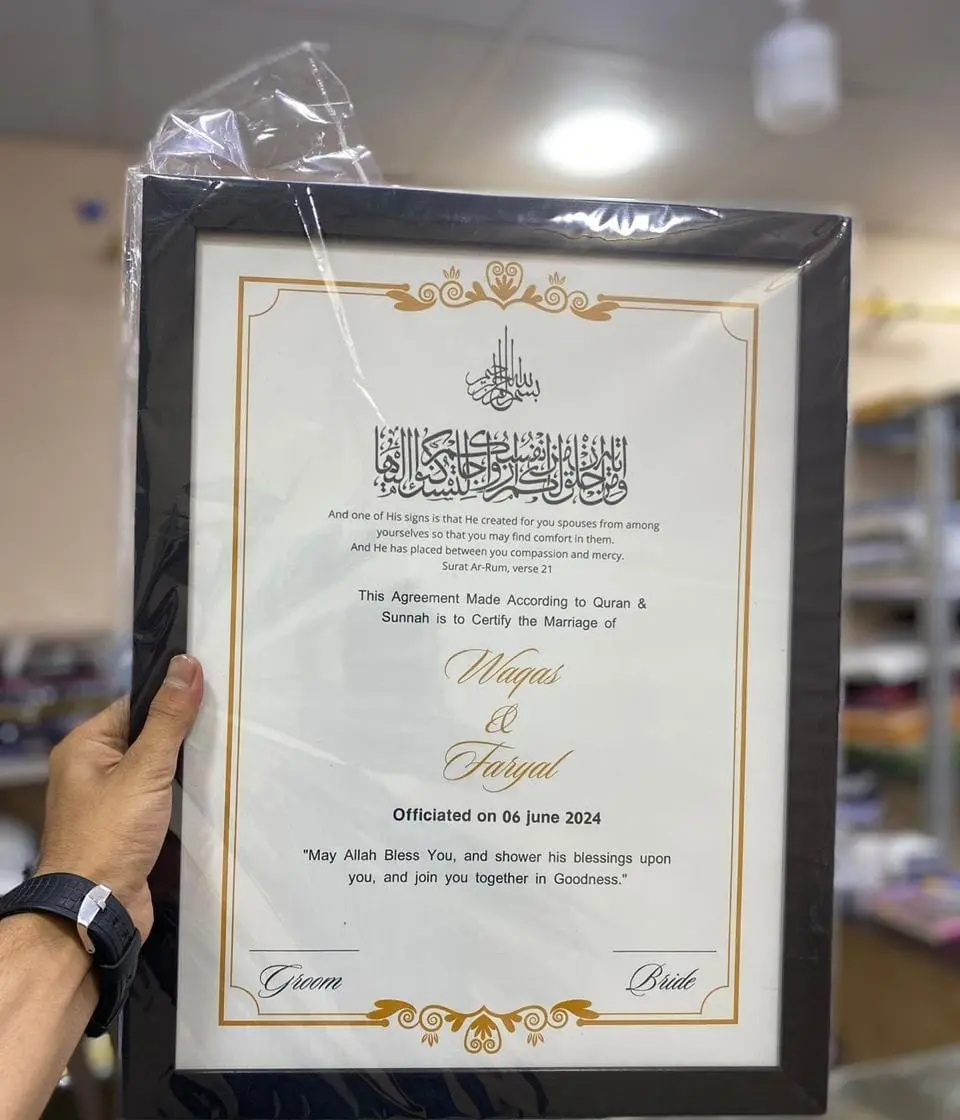 بسم الله الرحمن الرحيم
ومن آياته أن خلق لكم من أنفسكم أزواجا لتسكنوا إليها
And one of His signs is that He created for you spouses from among
yourselves so that you may find comfort in them.
And He has placed between you compassion and mercy.
Surat Ar-Rum, verse 21
This Agreement Made According to Quran &
Sunnah is to Certify the Marriage of
Waqas
&
Faryal
Officiated on 06 june 2024
"May Allah Bless You, and shower his blessings upon
you, and join you together in Goodness."
Groom
Bride